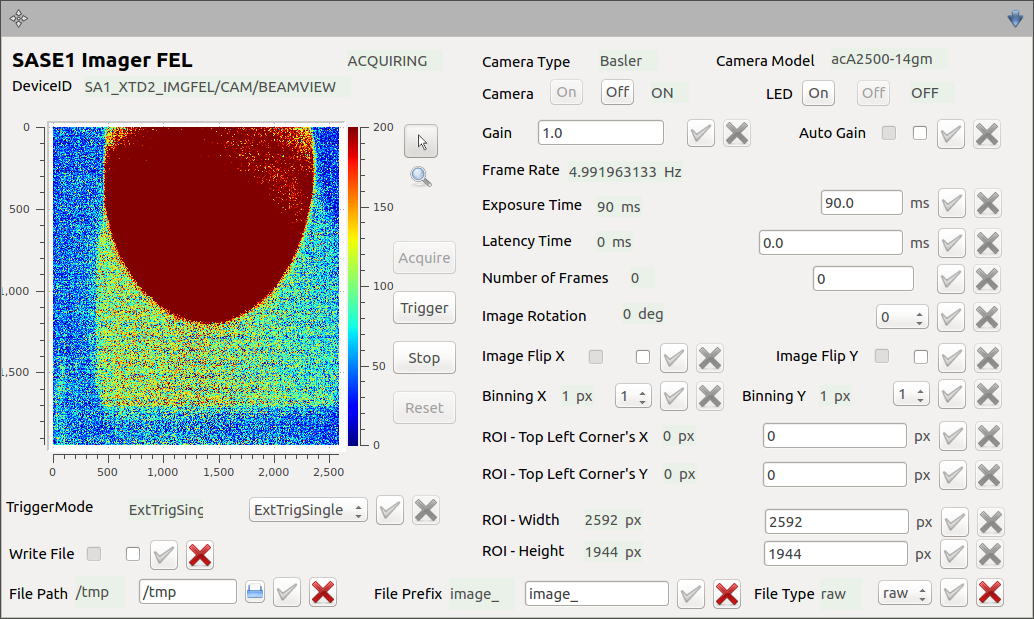 SASE1 Imager FEL
ACQUIRING
DeviceID SA1_XTD2_IMGFEL/CAM/BEAMVIEW
0
500
1,000
1,500
0 500 1,000 1,500 2,000 2,500
200
150
100
50
0
Acquire
Trigger
Stop
Reset
TriggerMode ExtTrigSing ExtTrigSingle
Write File
File Path /tmp /tmp
File Prefix image_ image_
File Type raw raw
Camera Type Basler
Camera Model acA2500-14gm
Camera On Off ON
LED On Off OFF
Gain 1.0
Auto Gain
Frame Rate 4.991963133 Hz
Exposure Time 90 ms 90.0 ms
Latency Time 0 ms 0.0 ms
Number of Frames 0 0
Image Rotation 0 deg 0
Image Flip X
Image Flip Y
Binning X 1 px 1
Binning Y 1 px 1
ROI - Top Left Corner's X 0 px 0 px
ROI - Top Left Corner's Y 0 px 0 px
ROI - Width 2592 px 2592 px
ROI - Height 1944 px 1944 px